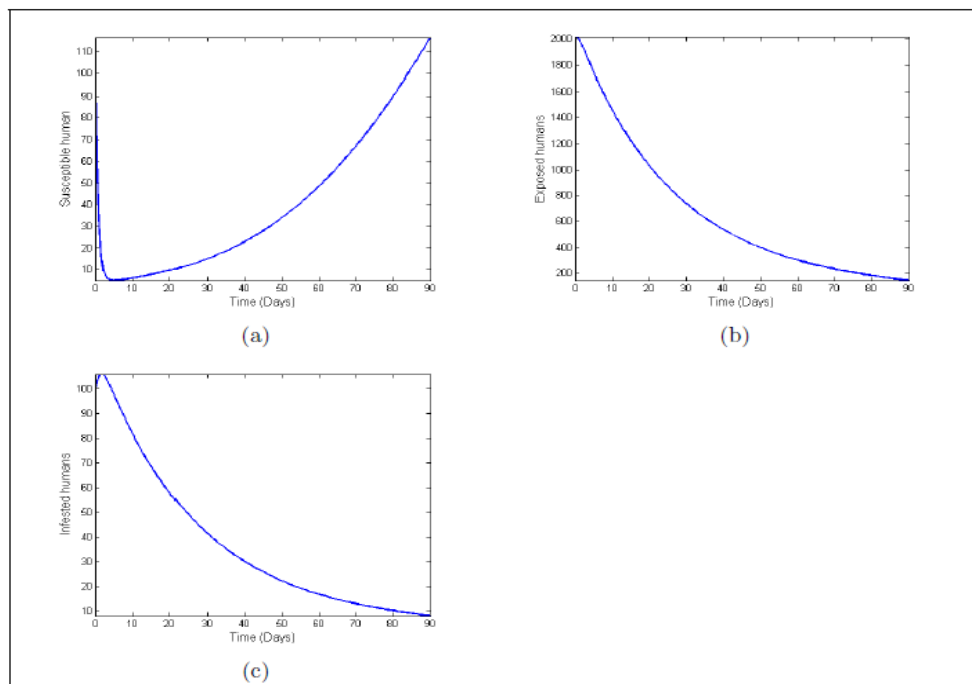 Susceptible human
110
100
90
80
70
60
50
40
30
20
10
0 10 20 30 40 50 60 70 80 90
Time (Days)
(a)
Exposed humans
2000
1800
1600
1400
1200
1000
800
600
400
200
0 10 20 30 40 50 60 70 80 90
Time (Days)
(b)
Infested humans
100
90
80
70
60
50
40
30
20
10
0 10 20 30 40 50 60 70 80 90
Time (Days)
(c)